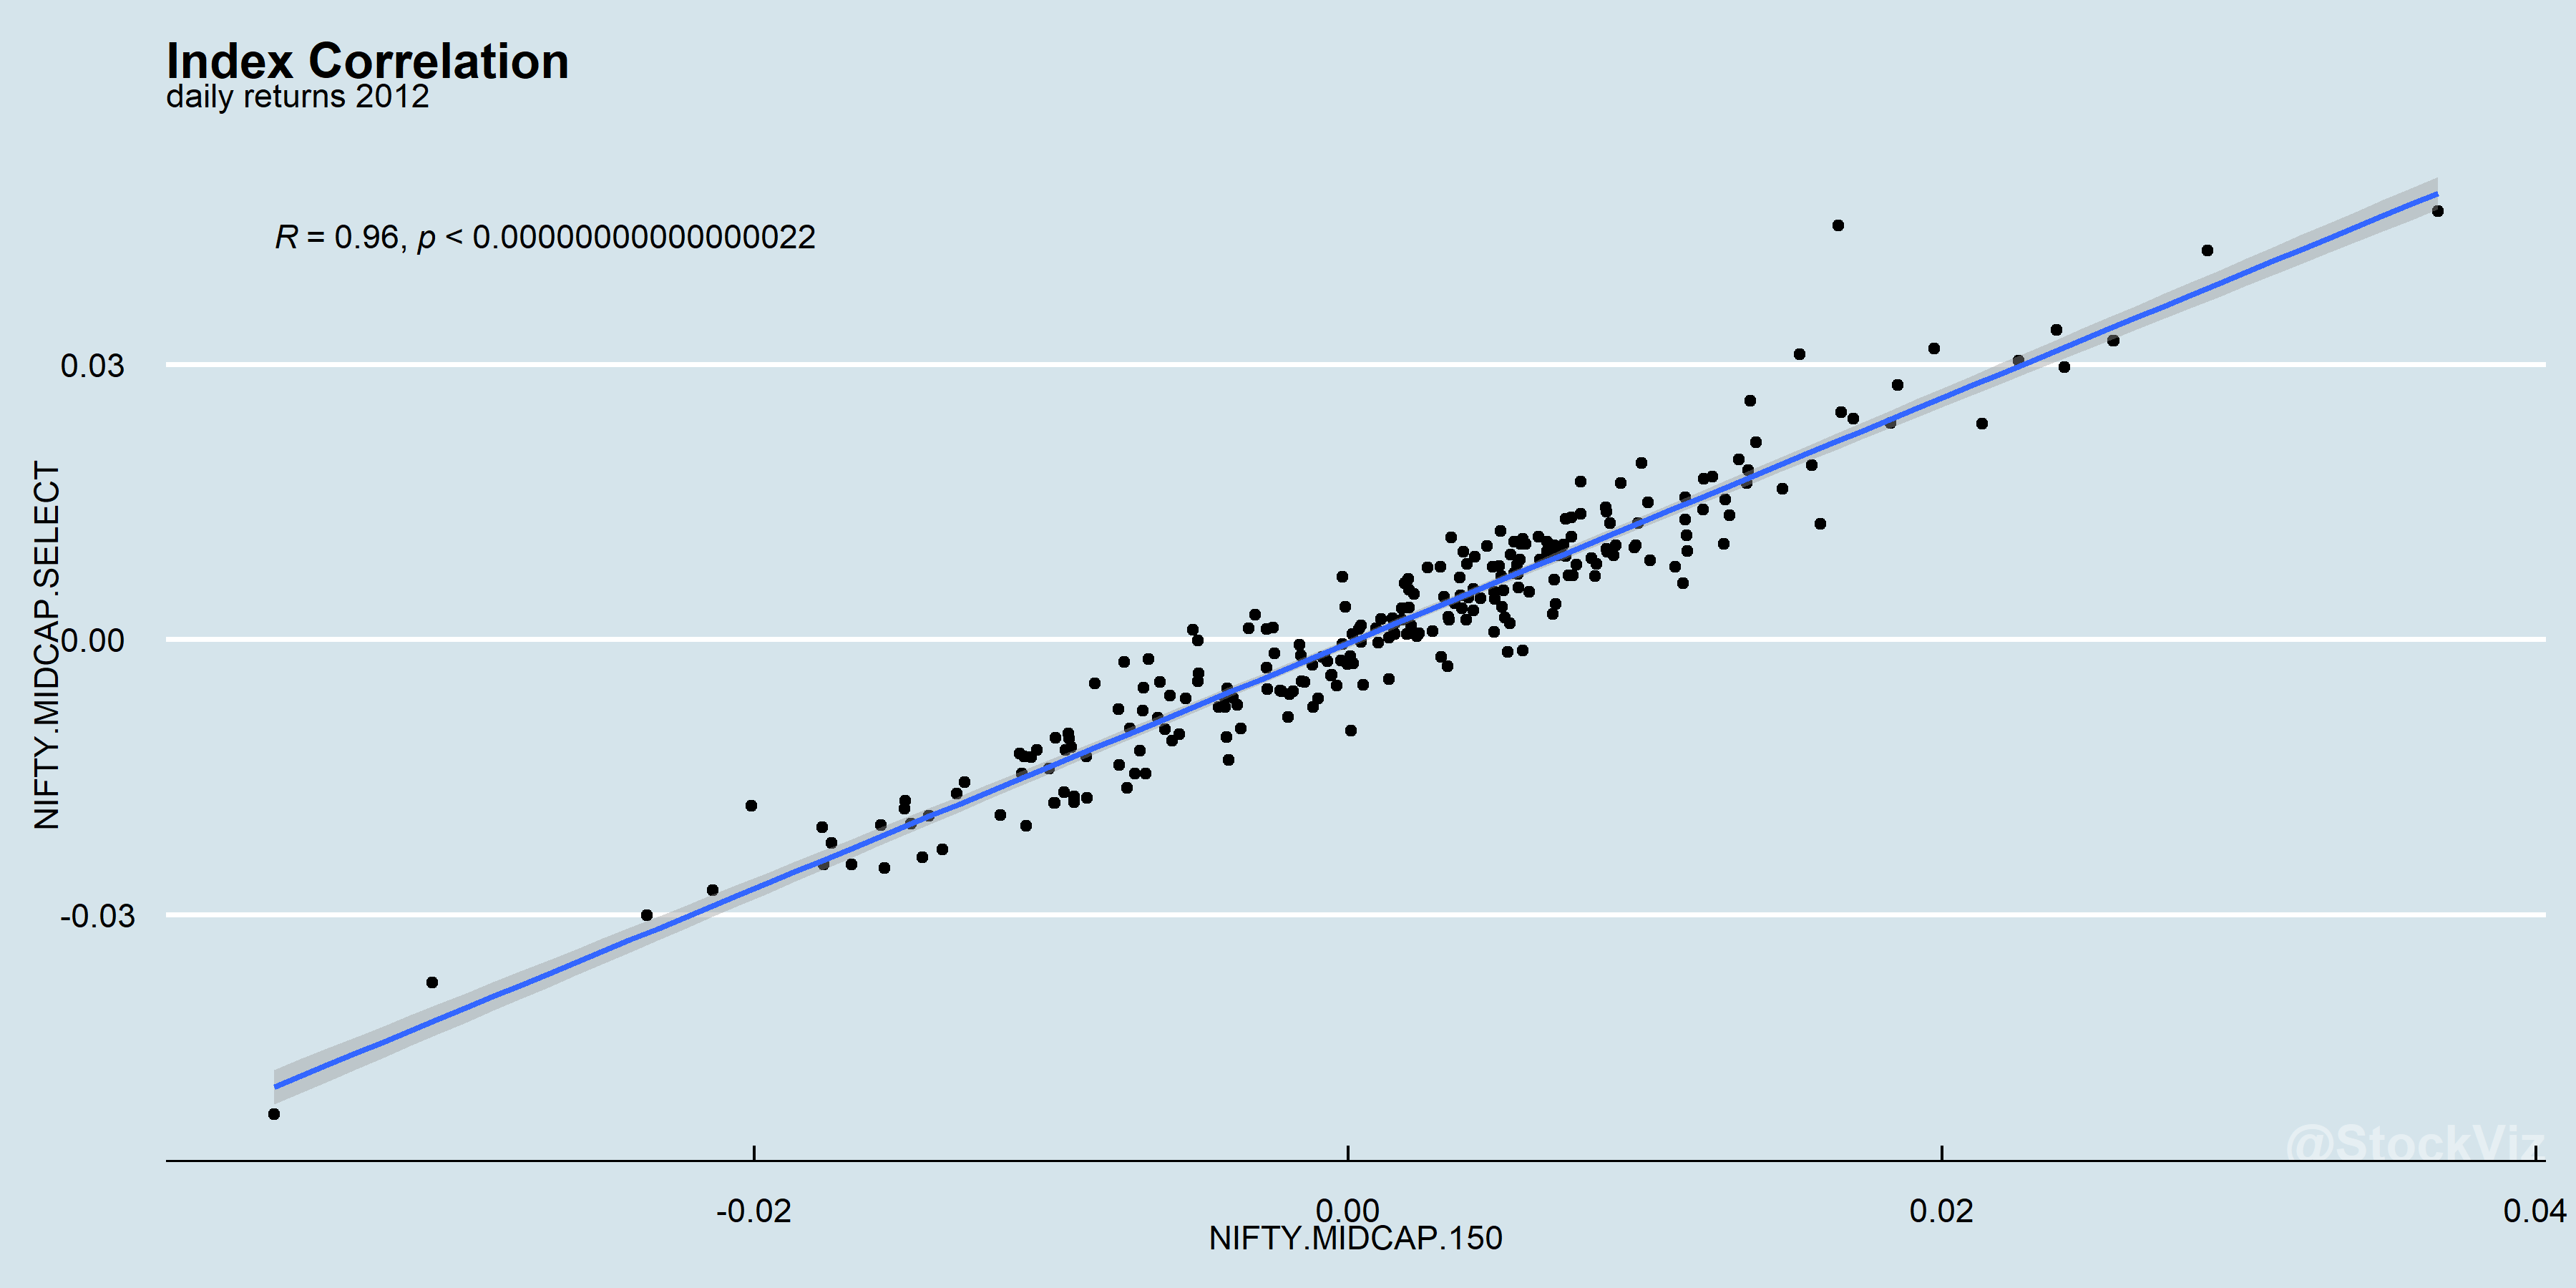 Index Correlation
daily returns 2012
R = 0.96, p < 0.00000000000000022
0.03
0.00
-0.03
NIFTY.MIDCAP.SELECT
@StockViz
-0.02
0.00
0.02
0.04
NIFTY.MIDCAP.150